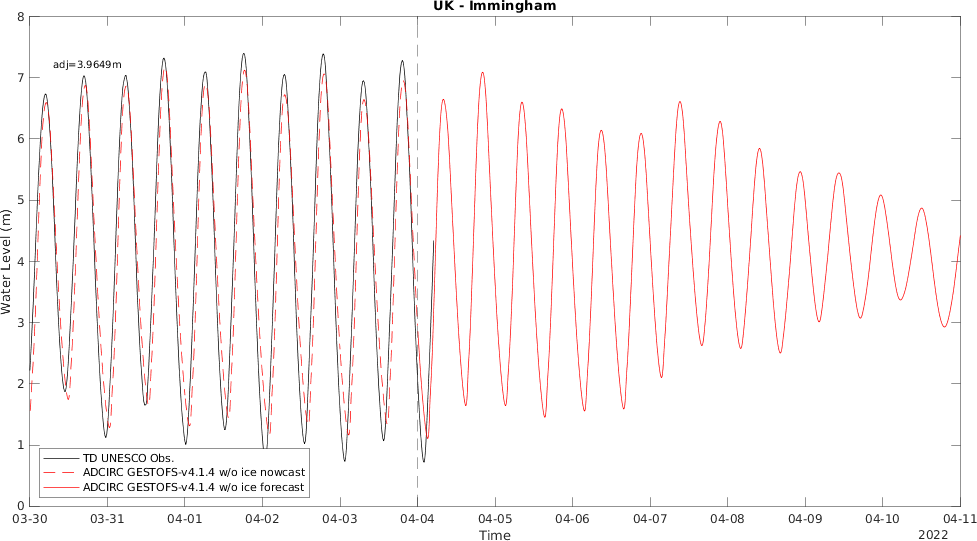 UK - Immingham
8
adj=3.9649m
7
6
5
4
3
2
1
0
Water Level (m)
TD UNESCO Obs.
ADCIRC GESTOFS-v4.1.4 w/o ice nowcast
ADCIRC GESTOFS-v4.1.4 w/o ice forecast
03-30 03-31 04-01 04-02 04-03 04-04 04-05 04-06 04-07 04-08 04-09 04-10 04-11
Time
2022